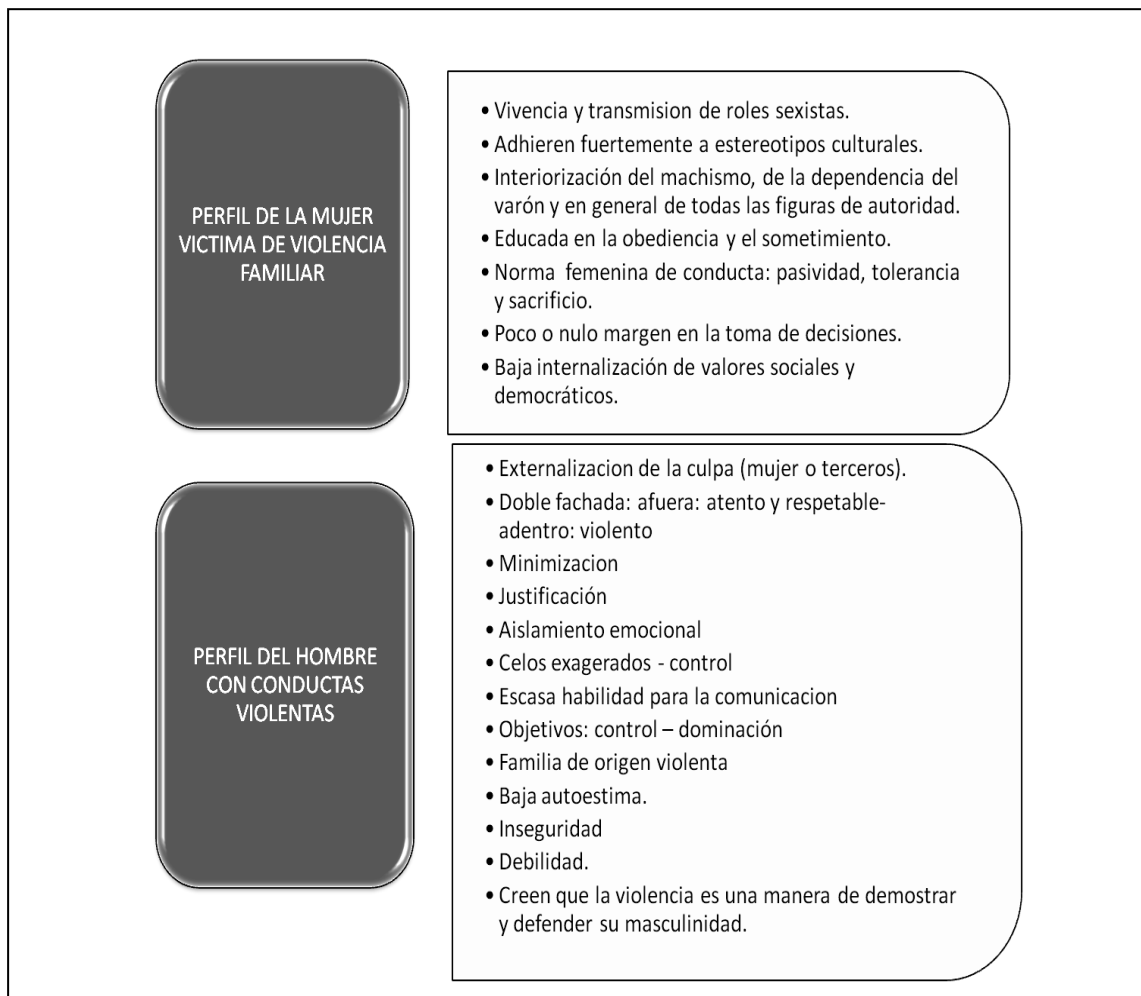 PERFIL DE LA MUJER
VICTIMA DE VIOLENCIA
FAMILIAR
• Vivencia y transmision de roles sexistas.
• Adhieren fuertemente a estereotipos culturales.
• Interiorización del machismo, de la dependencia del
varón y en general de todas las figuras de autoridad.
• Educada en la obediencia y el sometimiento.
• Norma femenina de conducta: pasividad, tolerancia
y sacrificio.
• Poco o nulo margen en la toma de decisiones.
• Baja internalización de valores sociales y
democráticos.
PERFIL DEL HOMBRE
CON CONDUCTAS
VIOLENTAS
• Externalizacion de la culpa (mujer o terceros).
• Doble fachada: afuera: atento y respetable-
adentro: violento
• Minimizacion
• Justificación
• Aislamiento emocional
• Celos exagerados - control
• Escasa habilidad para la comunicacion
• Objetivos: control – dominación
• Familia de origen violenta
• Baja autoestima.
• Inseguridad
• Debilidad.
• Creen que la violencia es una manera de demostrar
y defender su masculinidad.